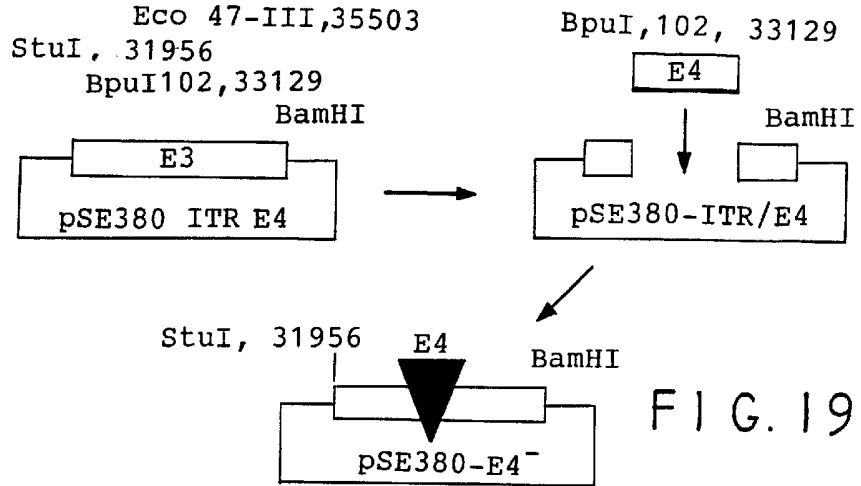 Eco 47-III,35503
StuI, 31956
BpuI102,33129
BamHI
E3
pSE380 ITR E4
BpuI,102, 33129
E4
BamHI
pSE380-ITR/E4
StuI, 31956
E4
BamHI
pSE380-E4⁻
FIG. 19